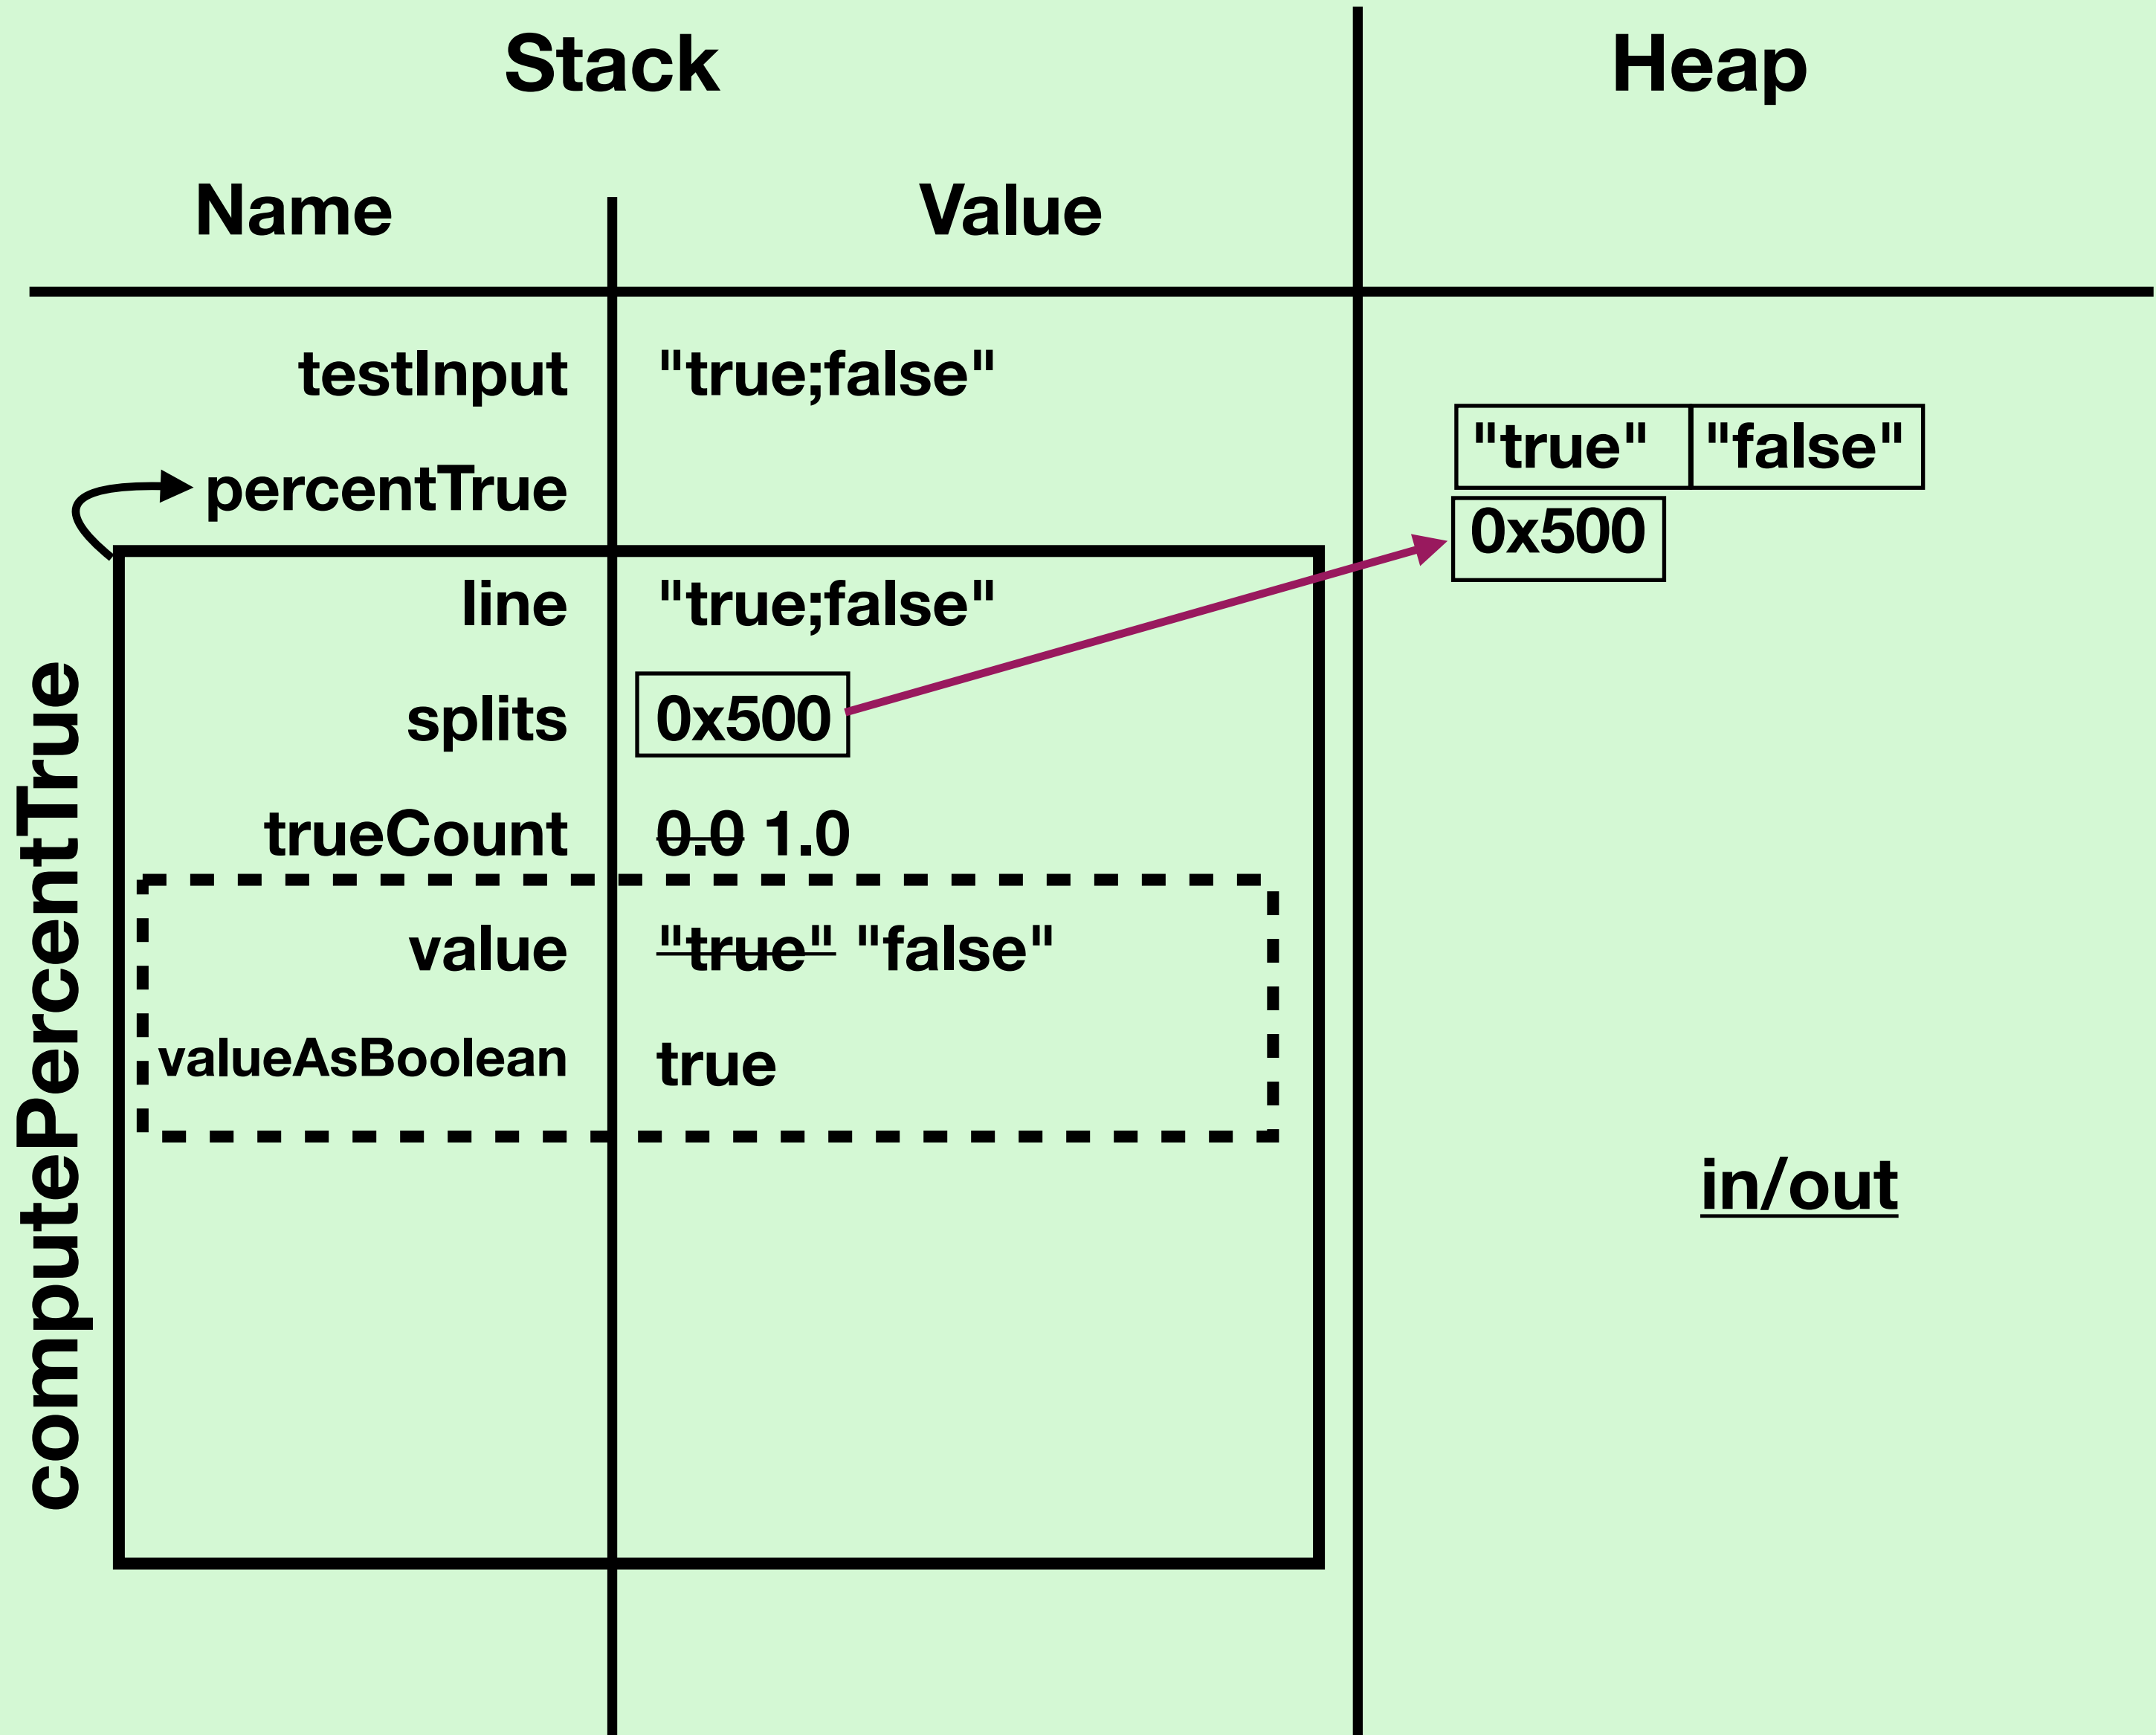 Stack
Heap
Name
Value
testInput
"true;false"
"true"
"false"
percentTrue
0x500
line
"true;false"
splits
0x500
trueCount
0.0 1.0
value
"true" "false"
valueAsBoolean
true
computePercentTrue
in/out